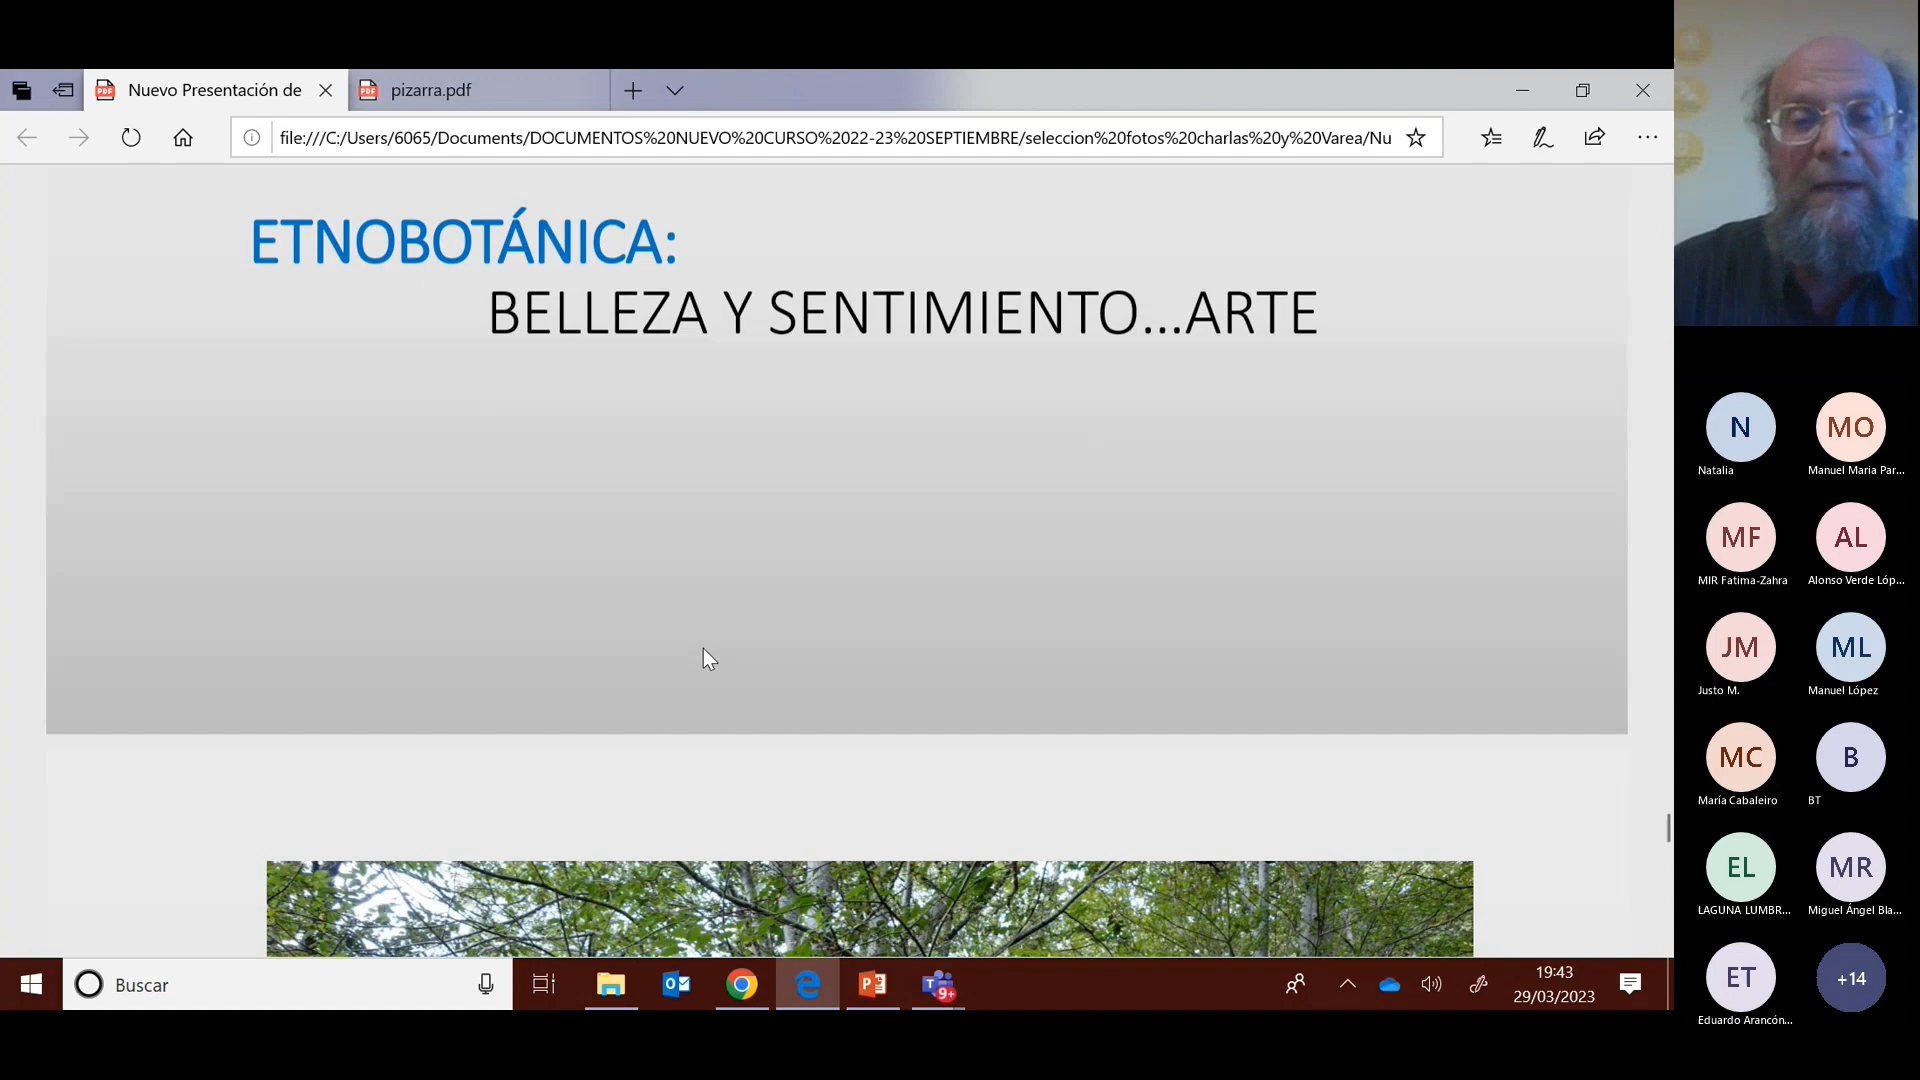 Nuevo Presentación de
pizarra.pdf
file:///C:/Users/6065/Documents/DOCUMENTOS%20NUEVO%20CURSO%2022-23%20SEPTIEMBRE/seleccion%20fotos%20charlas%20y%20Varea/Nu
ETNOBOTÁNICA:
BELLEZA Y SENTIMIENTO...ARTE
N
Natalia
MO
Manuel Maria Par...
MF
MIR Fatima-Zahra
AL
Alonso Verde Lóp...
JM
Justo M.
ML
Manuel López
MC
María Cabaleiro
B
BT
EL
LAGUNA LUMBR...
MR
Miguel Ángel Bla...
ET
Eduardo Arancón...
+14
Buscar
9+
19:43
29/03/2023